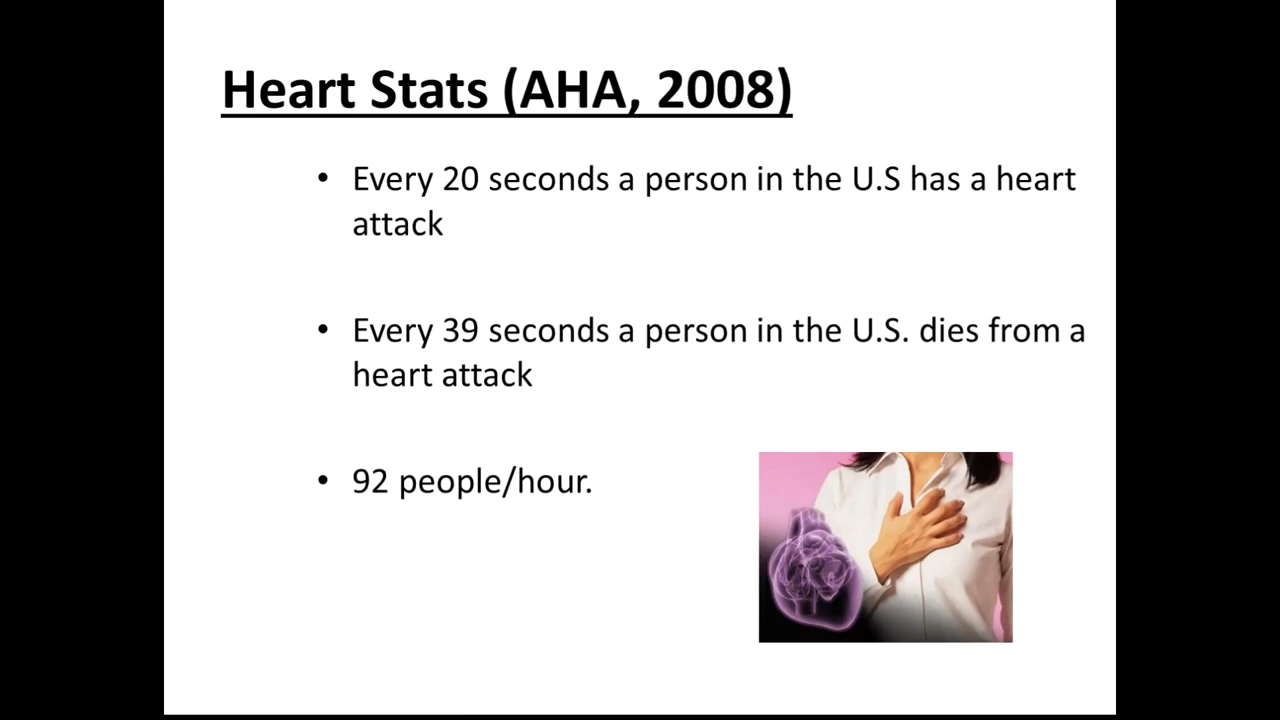 Heart Stats (AHA, 2008)
• Every 20 seconds a person in the U.S has a heart
attack
• Every 39 seconds a person in the U.S. dies from a
heart attack
• 92 people/hour.